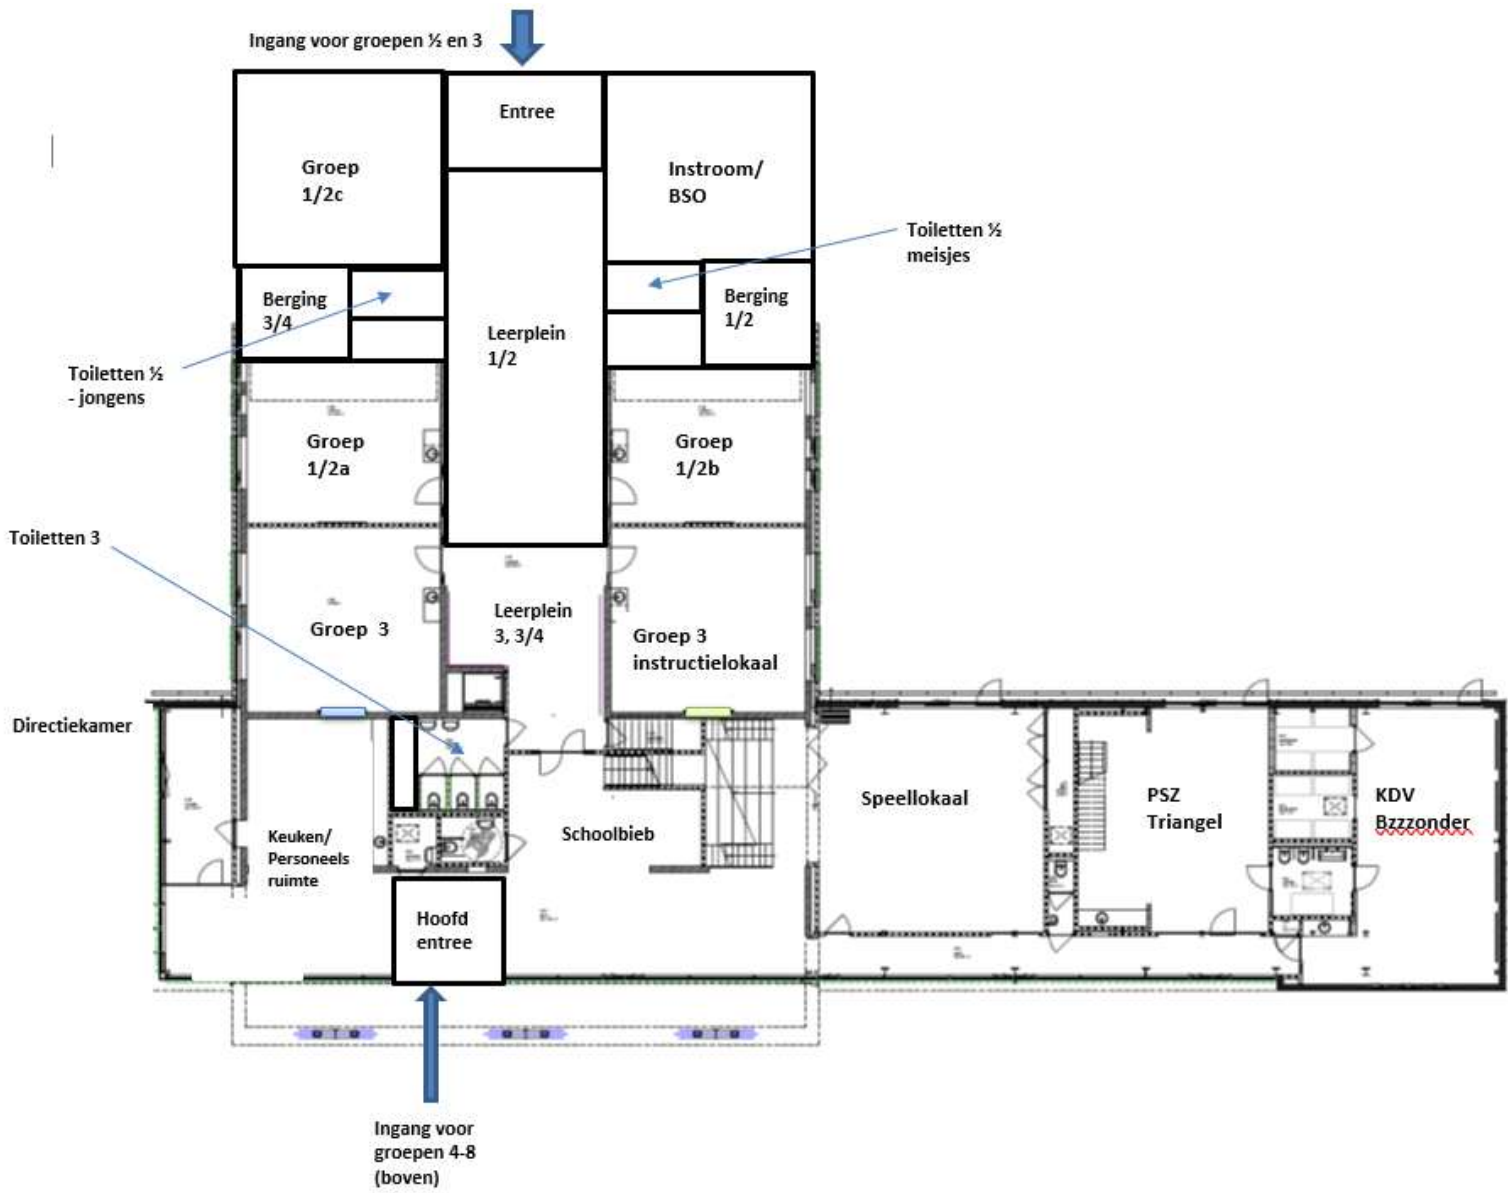 Ingang voor groepen ½ en 3
Entree
Groep
1/2c
Instroom/
BSO
Toiletten ½
meisjes
Berging
3/4
Berging
1/2
Leerplein
1/2
Toiletten ½
- jongens
Groep
1/2a
Groep
1/2b
Toiletten 3
Leerplein
3, 3/4
Groep 3
Groep 3
instructielokaal
Directiekamer
Speellokaal
PSZ
Triangel
KDV
Bzzzonder
Keuken/
Personeels
ruimte
Schoolbieb
Hoofd
entree
Ingang voor
groepen 4-8
(boven)